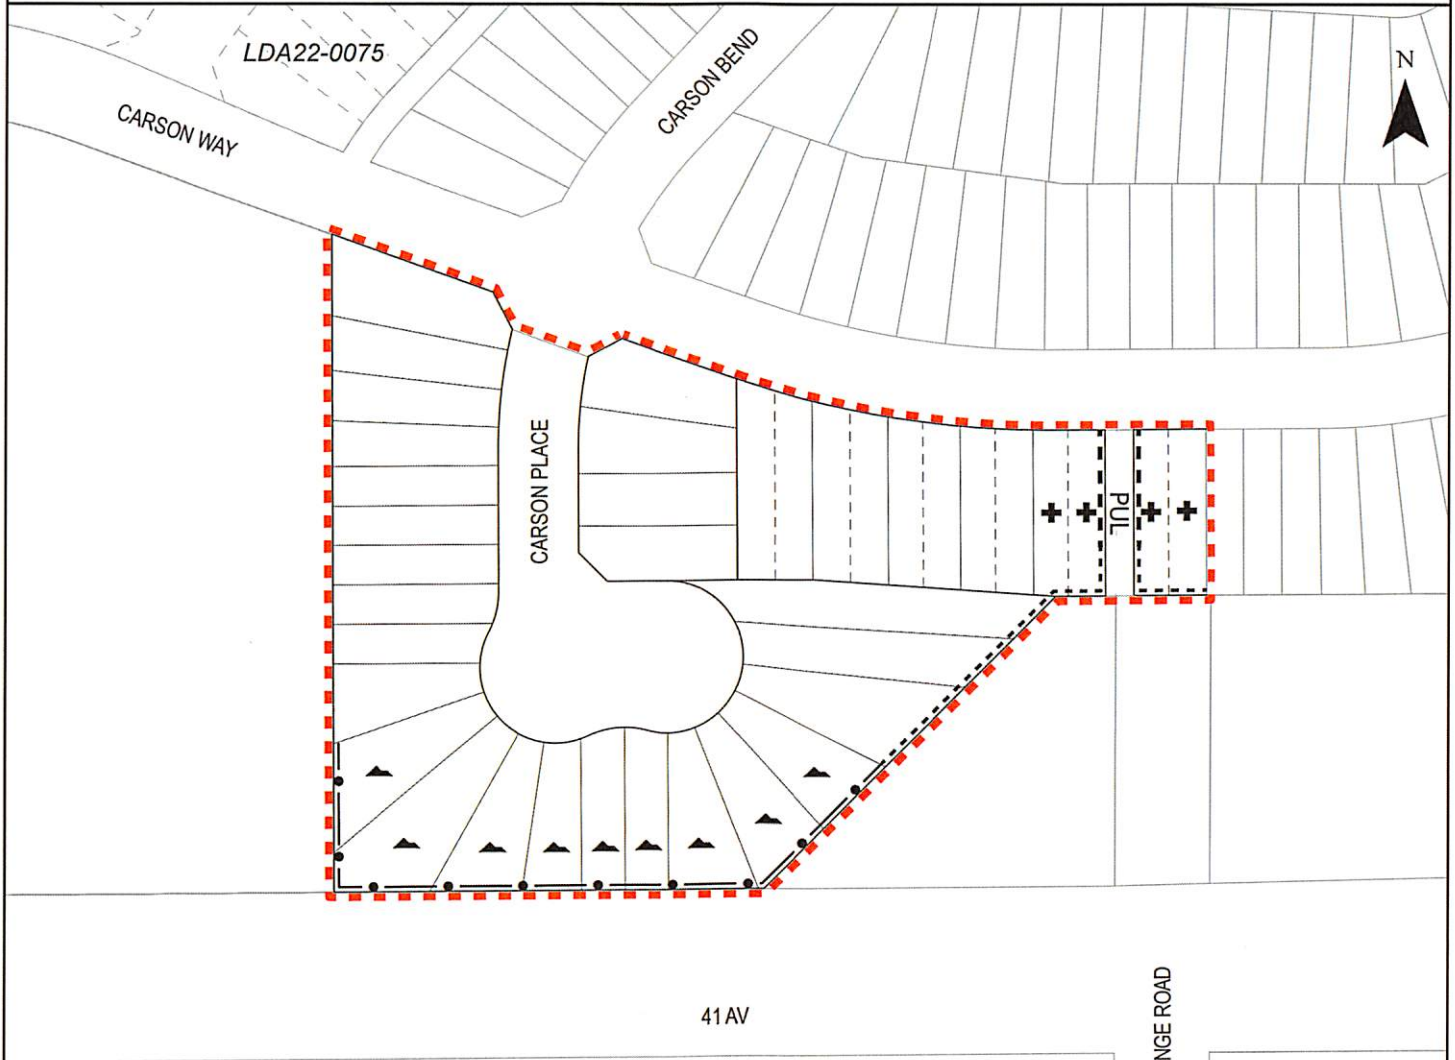 LDA22-0075
CARSON BEND
N
CARSON WAY
CARSON PLACE
PUL
41 AV
NGE ROAD